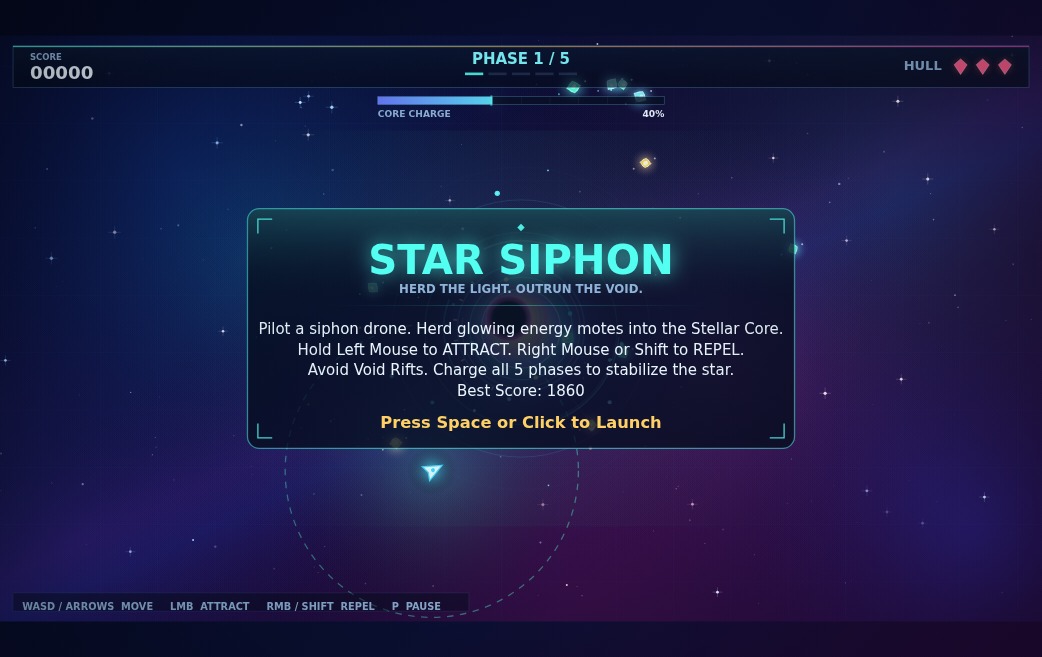 SCORE
00000
PHASE 1 / 5
HULL
CORE CHARGE 40%
STAR SIPHON
HERD THE LIGHT. OUTRUN THE VOID.
Pilot a siphon drone. Herd glowing energy motes into the Stellar Core.
Hold Left Mouse to ATTRACT. Right Mouse or Shift to REPEL.
Avoid Void Rifts. Charge all 5 phases to stabilize the star.
Best Score: 1860
Press Space or Click to Launch
WASD / ARROWS MOVE LMB ATTRACT RMB / SHIFT REPEL P PAUSE